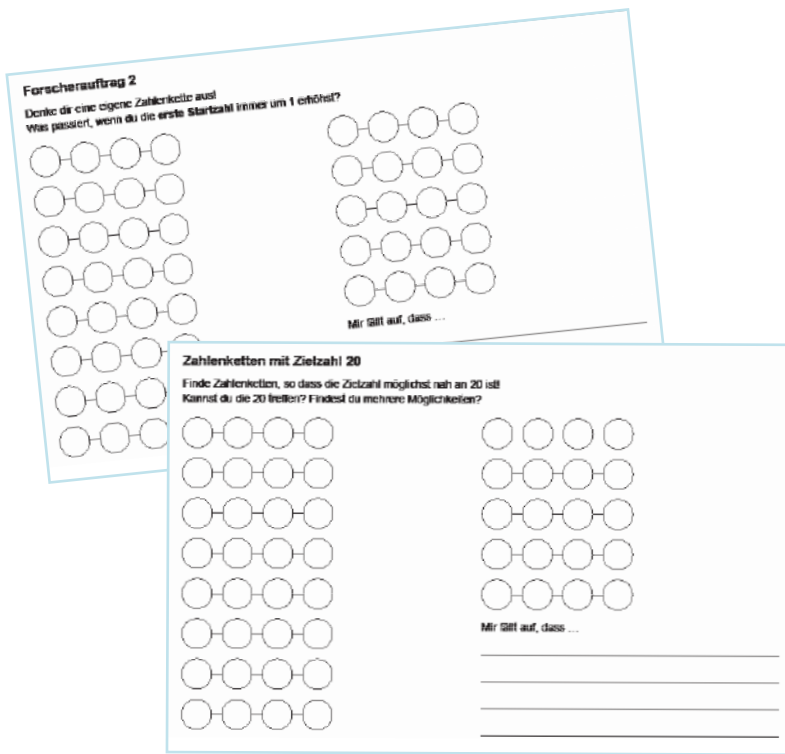 Forscherauftrag 2
Denke dir eine eigene Zahlenkette aus!
Was passiert, wenn du die erste Startzahl immer um 1 erhöhst?
Mir fällt auf, dass ...
Zahlenketten mit Zielzahl 20
Finde Zahlenketten, so dass die Zielzahl möglichst nah an 20 ist!
Kannst du die 20 treffen? Findest du mehrere Möglichkeiten?
Mir fällt auf, dass ...